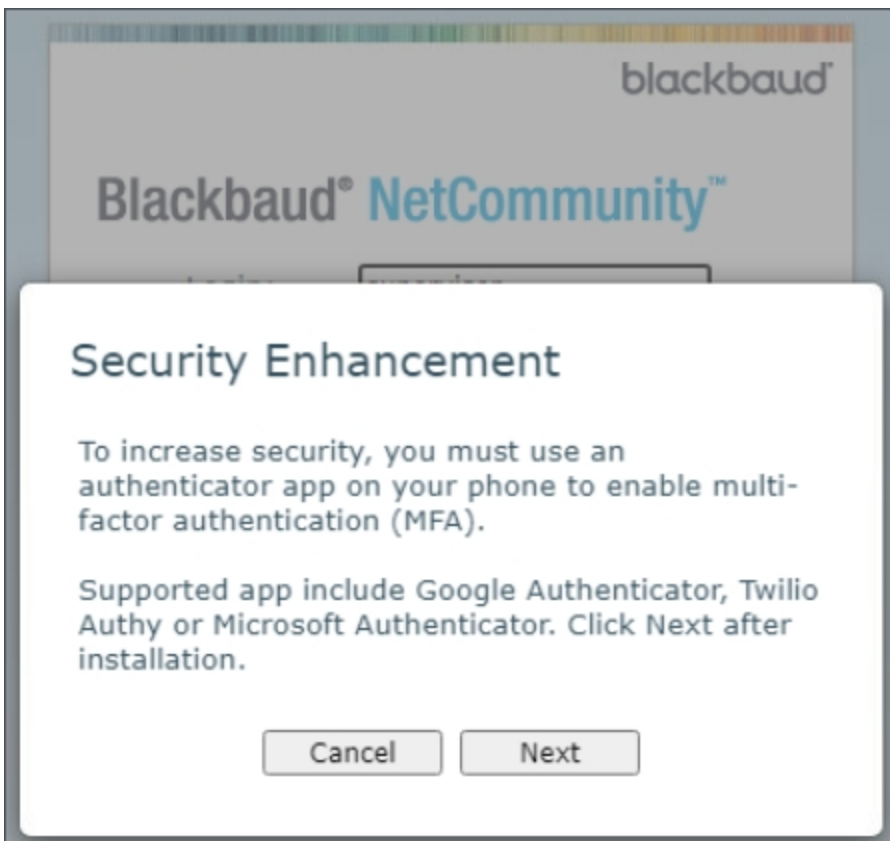 blackbaud
Blackbaud® NetCommunity™
Security Enhancement
To increase security, you must use an
authenticator app on your phone to enable multi-
factor authentication (MFA).
Supported app include Google Authenticator, Twilio
Authy or Microsoft Authenticator. Click Next after
installation.
Cancel Next